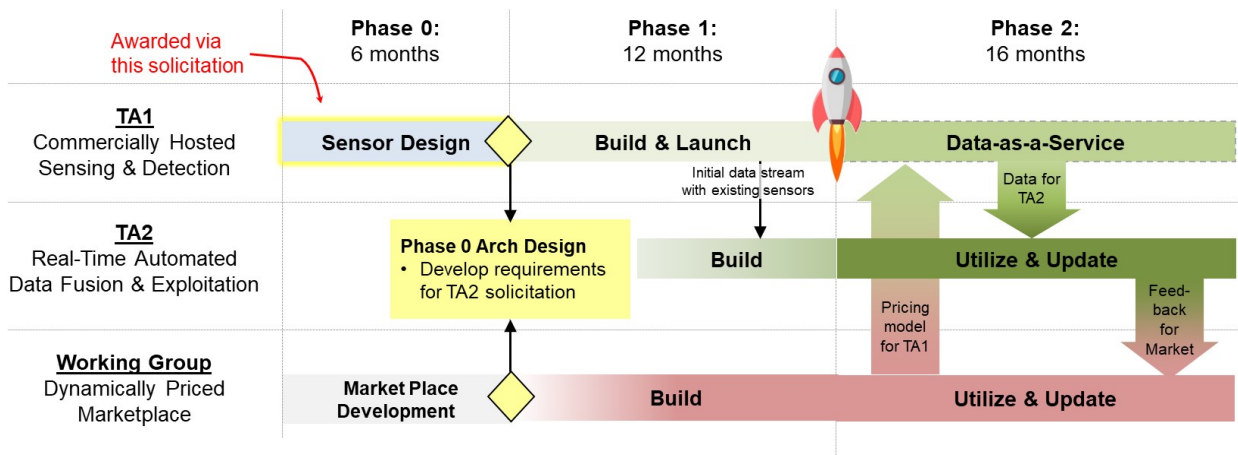 Phase 0:
6 months
Phase 1:
12 months
Phase 2:
16 months
Awarded via
this solicitation
TA1
Commercially Hosted
Sensing & Detection
Sensor Design
Build & Launch
Data-as-a-Service
Initial data stream
with existing sensors
Data for
TA2
TA2
Real-Time Automated
Data Fusion & Exploitation
Phase 0 Arch Design
• Develop requirements
for TA2 solicitation
Build
Utilize & Update
Pricing
model
for TA1
Feed-
back
for
Market
Working Group
Dynamically Priced
Marketplace
Market Place
Development
Build
Utilize & Update